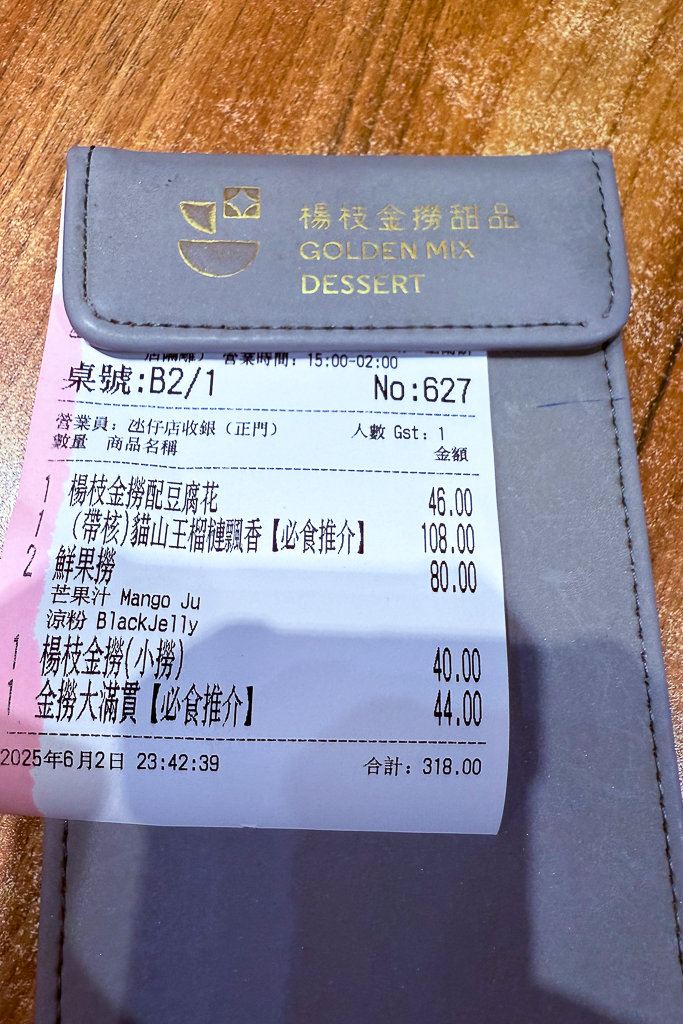 楊枝金撈甜品
GOLDEN MIX
DESSERT
營業時間: 15:00-02:00
桌號:B2/1 No:627
營業員: 氹仔店收銀（正門） 人數 Gst: 1
數量 商品名稱 金額
1 楊枝金撈配豆腐花 46.00
1 (帶核)貓山王榴槤飄香【必食推介】 108.00
2 鮮果撈 80.00
芒果汁 Mango Ju
涼粉 BlackJelly
1 楊枝金撈(小撈) 40.00
1 金撈大滿貫【必食推介】 44.00
2025年6月2日 23:42:39 合計: 318.00